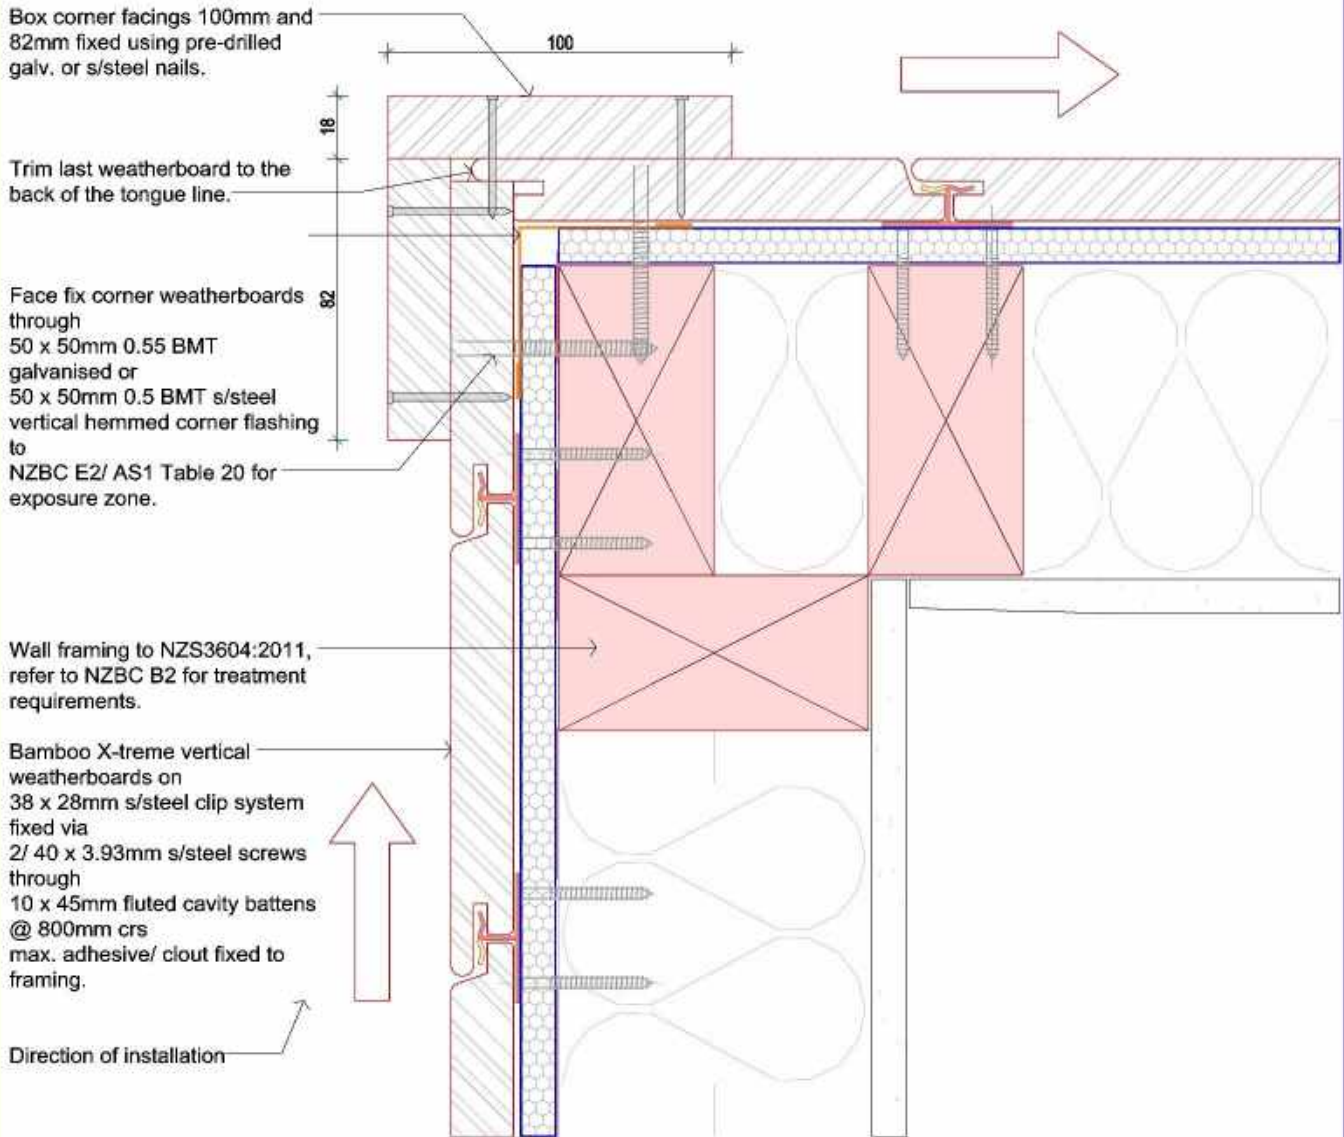 Box corner facings 100mm and
82mm fixed using pre-drilled
galv. or s/steel nails.
100
18
Trim last weatherboard to the
back of the tongue line.
82
Face fix corner weatherboards
through
50 x 50mm 0.55 BMT
galvanised or
50 x 50mm 0.5 BMT s/steel
vertical hemmed corner flashing
to
NZBC E2/ AS1 Table 20 for
exposure zone.
Wall framing to NZS3604:2011,
refer to NZBC B2 for treatment
requirements.
Bamboo X-treme vertical
weatherboards on
38 x 28mm s/steel clip system
fixed via
2/ 40 x 3.93mm s/steel screws
through
10 x 45mm fluted cavity battens
@ 800mm crs
max. adhesive/ clout fixed to
framing.
Direction of installation